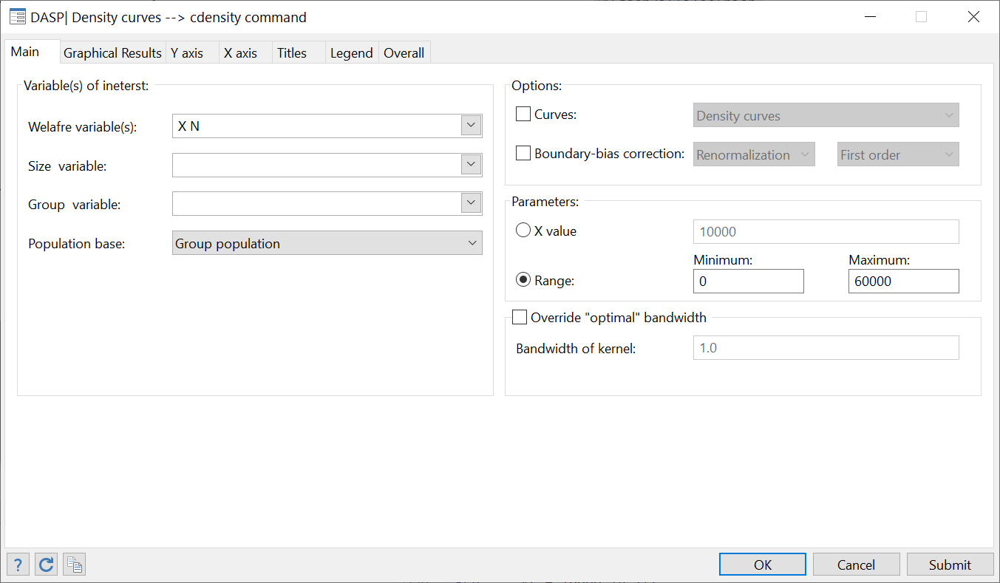 DASP| Density curves --> cdensity command
Main Graphical Results Y axis X axis Titles Legend Overall
Variable(s) of ineterst:
Welafre variable(s): X N
Size variable:
Group variable:
Population base: Group population
Options:
Curves: Density curves
Boundary-bias correction: Renormalization First order
Parameters:
X value 10000
Minimum: Maximum:
Range: 0 60000
Override "optimal" bandwidth
Bandwidth of kernel: 1.0
? OK Cancel Submit